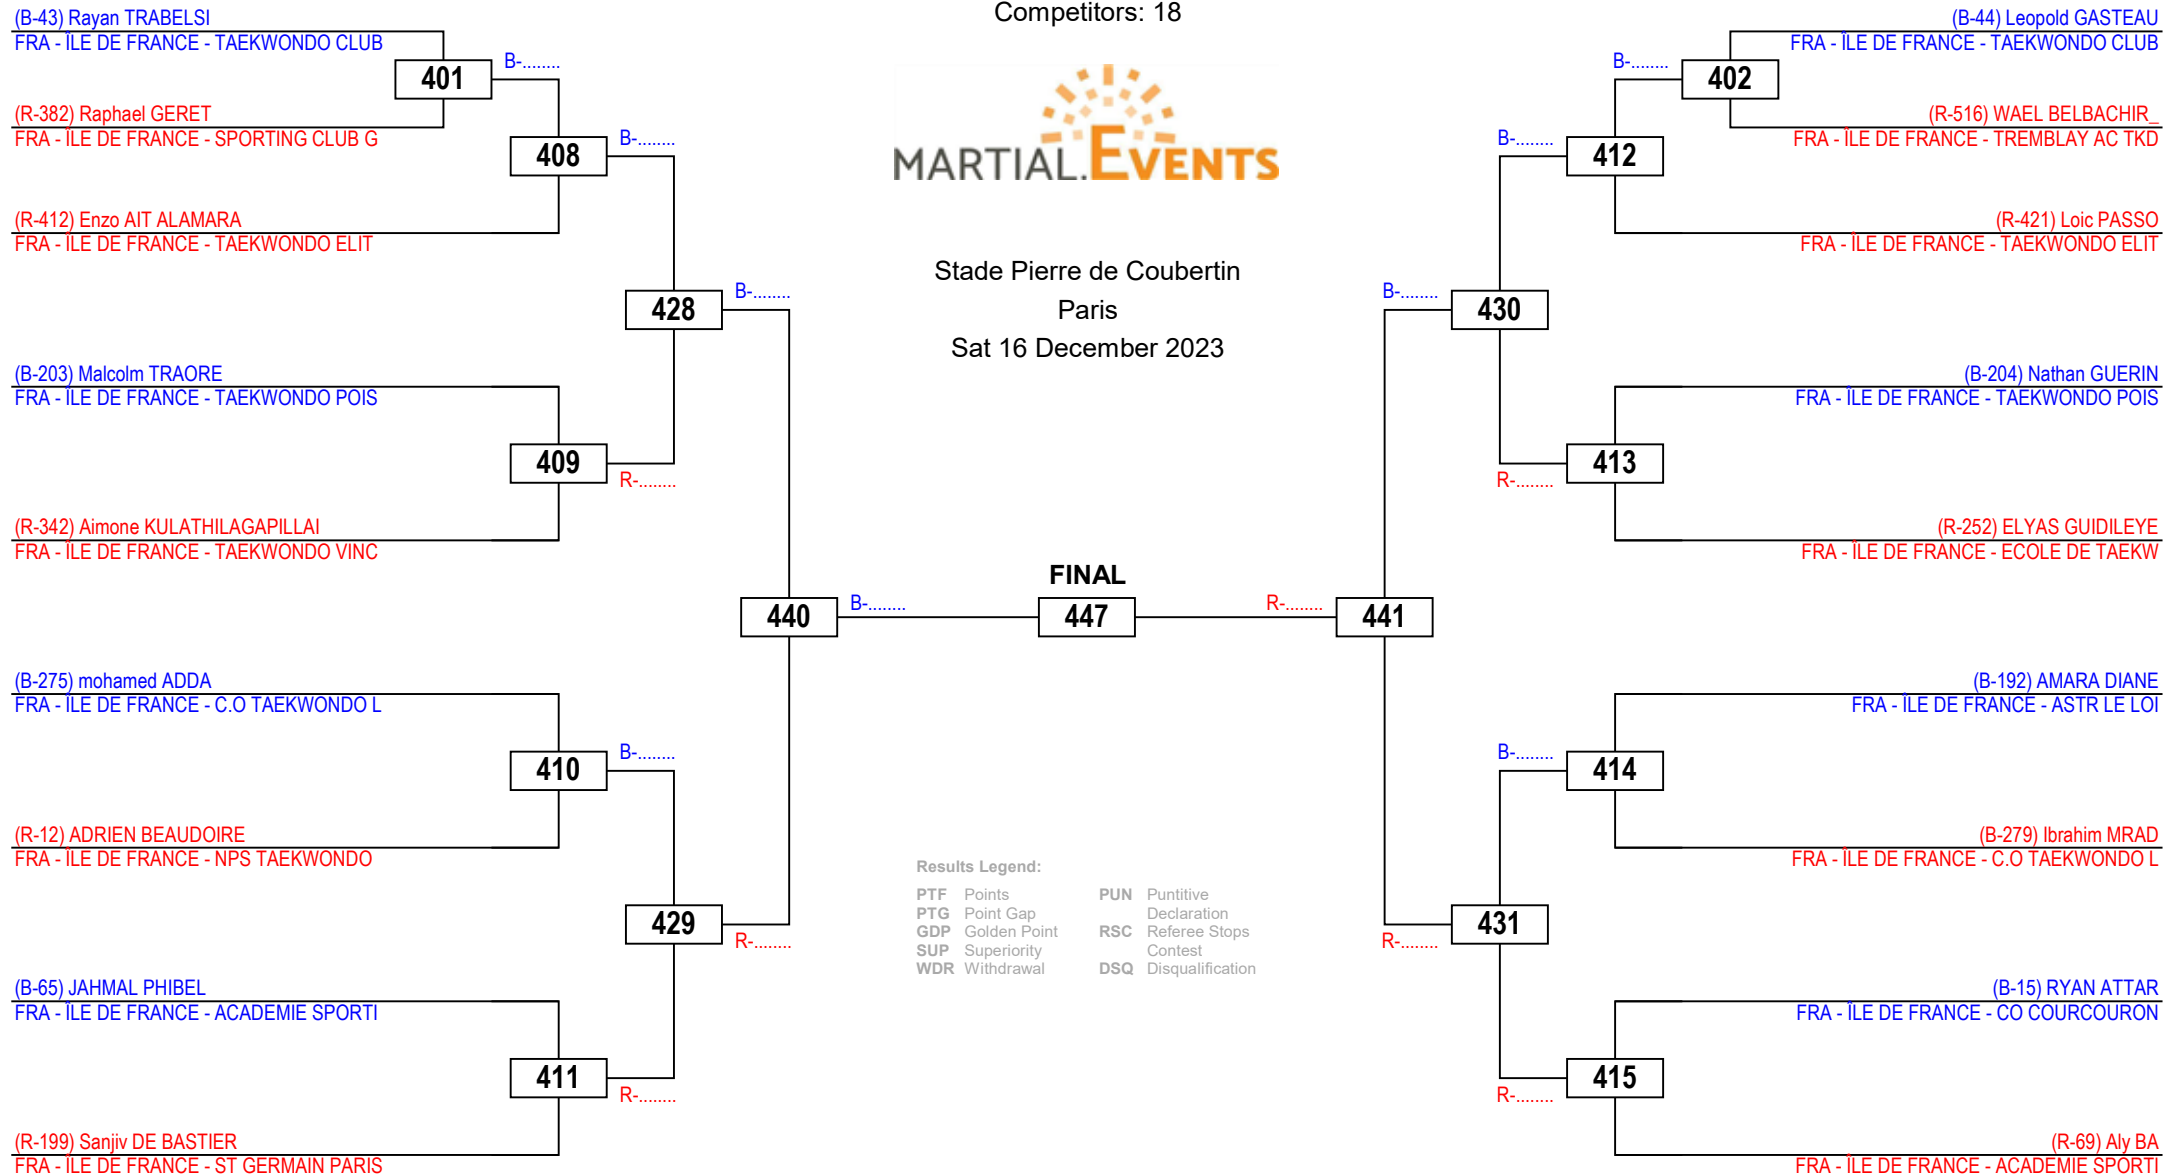 Competitors: 18
MARTIAL.EVENTS
Stade Pierre de Coubertin
Paris
Sat 16 December 2023
(B-43) Rayan TRABELSI
FRA - ÎLE DE FRANCE - TAEKWONDO CLUB
401
B-........
(R-382) Raphael GERET
FRA - ÎLE DE FRANCE - SPORTING CLUB G
408
B-........
(R-412) Enzo AIT ALAMARA
FRA - ÎLE DE FRANCE - TAEKWONDO ELIT
428
B-........
(B-203) Malcolm TRAORE
FRA - ÎLE DE FRANCE - TAEKWONDO POIS
409
R-........
(R-342) Aimone KULATHILAGAPILLAI
FRA - ÎLE DE FRANCE - TAEKWONDO VINC
440
B-........
(B-275) mohamed ADDA
FRA - ÎLE DE FRANCE - C.O TAEKWONDO L
410
B-........
(R-12) ADRIEN BEAUDOIRE
FRA - ÎLE DE FRANCE - NPS TAEKWONDO
429
R-........
(B-65) JAHMAL PHIBEL
FRA - ÎLE DE FRANCE - ACADEMIE SPORTI
411
R-........
(R-199) Sanjiv DE BASTIER
FRA - ÎLE DE FRANCE - ST GERMAIN PARIS
FINAL
447
(B-44) Leopold GASTEAU
FRA - ÎLE DE FRANCE - TAEKWONDO CLUB
B-........
402
(R-516) WAEL BELBACHIR_
FRA - ÎLE DE FRANCE - TREMBLAY AC TKD
B-........
412
(R-421) Loic PASSO
FRA - ÎLE DE FRANCE - TAEKWONDO ELIT
B-........
430
(B-204) Nathan GUERIN
FRA - ÎLE DE FRANCE - TAEKWONDO POIS
413
R-........
(R-252) ELYAS GUIDILEYE
FRA - ÎLE DE FRANCE - ECOLE DE TAEKW
R-........
441
(B-192) AMARA DIANE
FRA - ÎLE DE FRANCE - ASTR LE LOI
B-........
414
(B-279) Ibrahim MRAD
FRA - ÎLE DE FRANCE - C.O TAEKWONDO L
431
R-........
(B-15) RYAN ATTAR
FRA - ÎLE DE FRANCE - CO COURCOURON
415
R-........
(R-69) Aly BA
FRA - ÎLE DE FRANCE - ACADEMIE SPORTI
Results Legend:
PTF Points
PTG Point Gap
GDP Golden Point
SUP Superiority
WDR Withdrawal
PUN Puntitive
Declaration
RSC Referee Stops
Contest
DSQ Disqualification